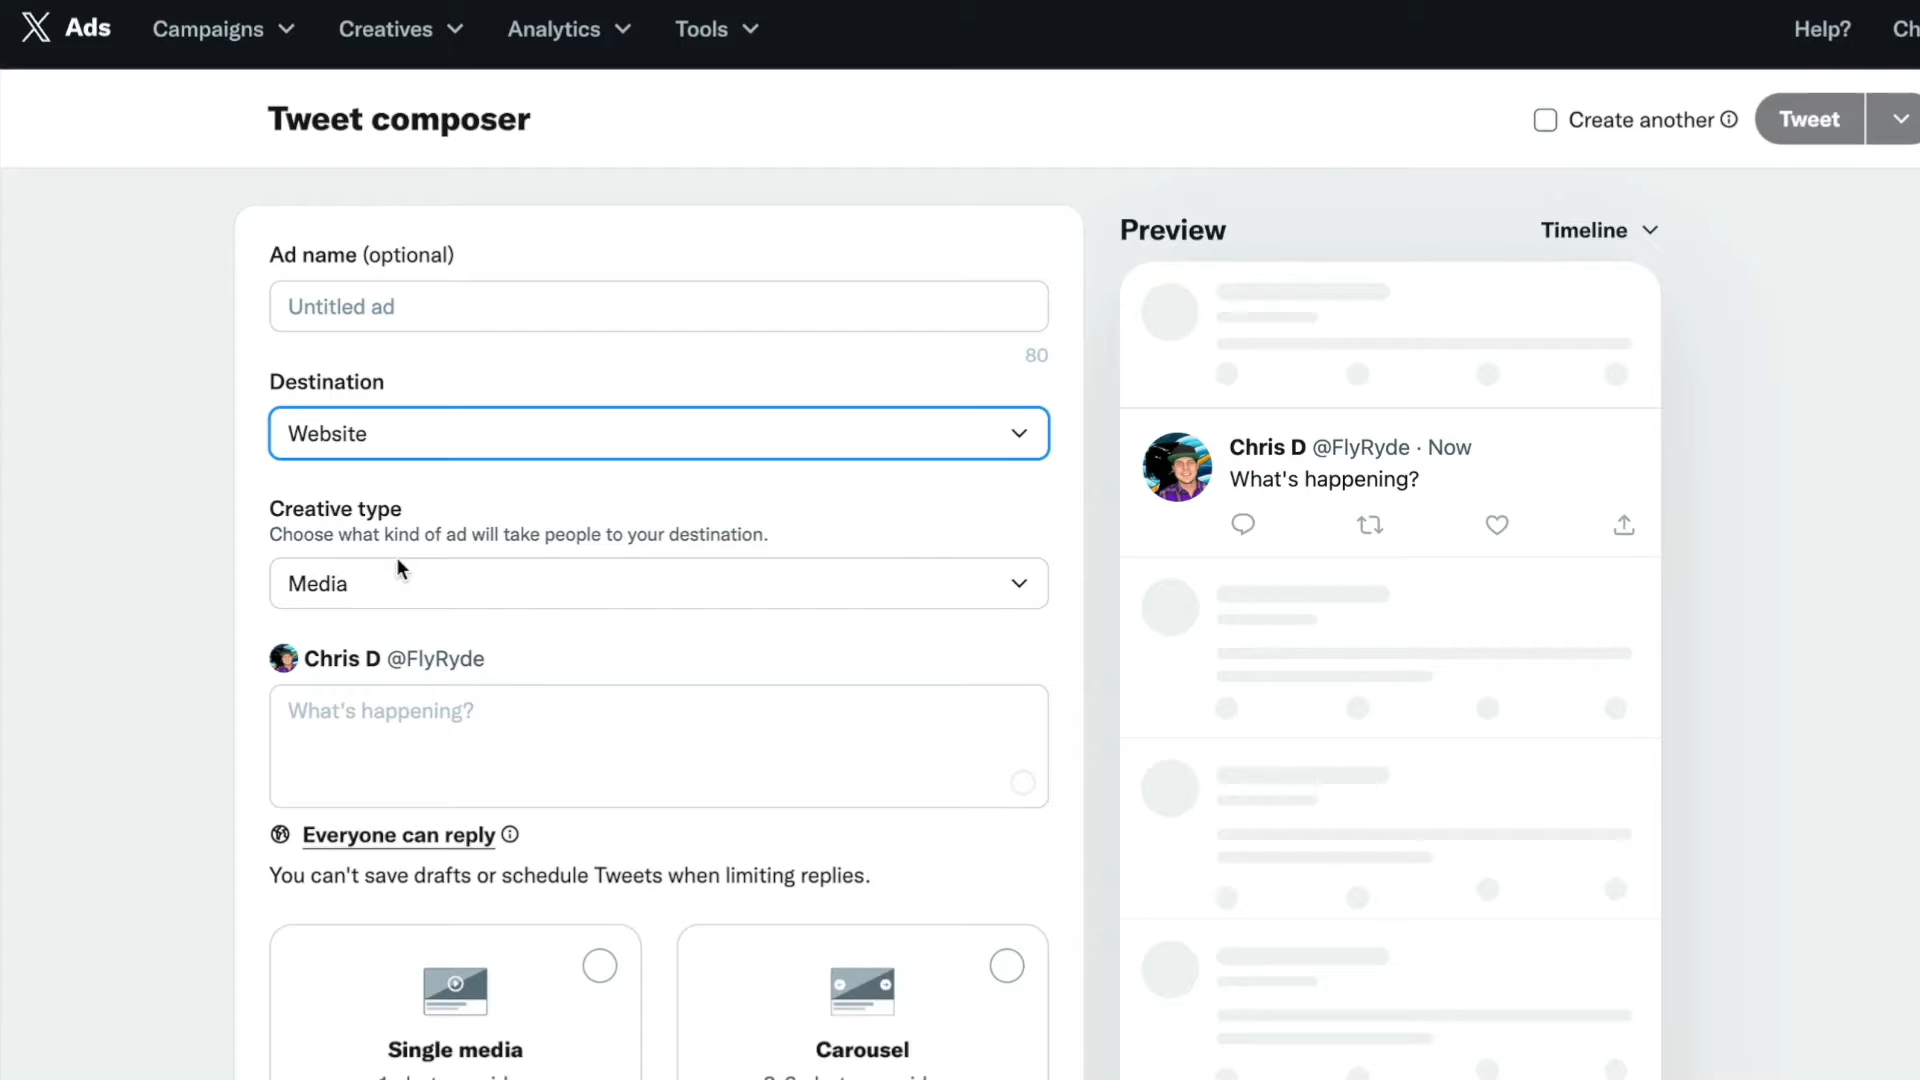 X Ads Campaigns Creatives Analytics Tools Help?
Tweet composer
Create another Tweet
Ad name (optional)
Untitled ad
80
Destination
Website
Creative type
Choose what kind of ad will take people to your destination.
Media
Chris D @FlyRyde
What's happening?
Everyone can reply
You can't save drafts or schedule Tweets when limiting replies.
Single media
Carousel
Preview Timeline
Chris D @FlyRyde · Now
What's happening?